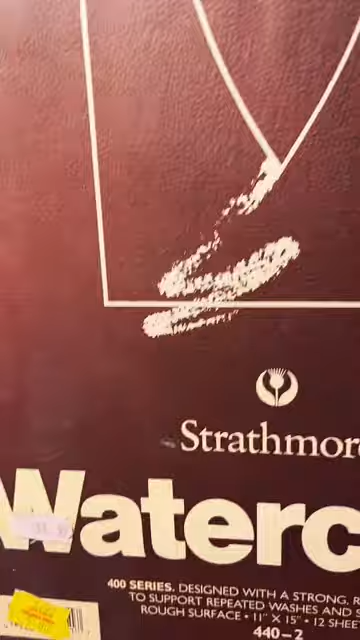 Strathmor
Waterc
400 SERIES. DESIGNED WITH A STRONG, R
TO SUPPORT REPEATED WASHES AND S
ROUGH SURFACE • 11" X 15" • 12 SHEE
440-2